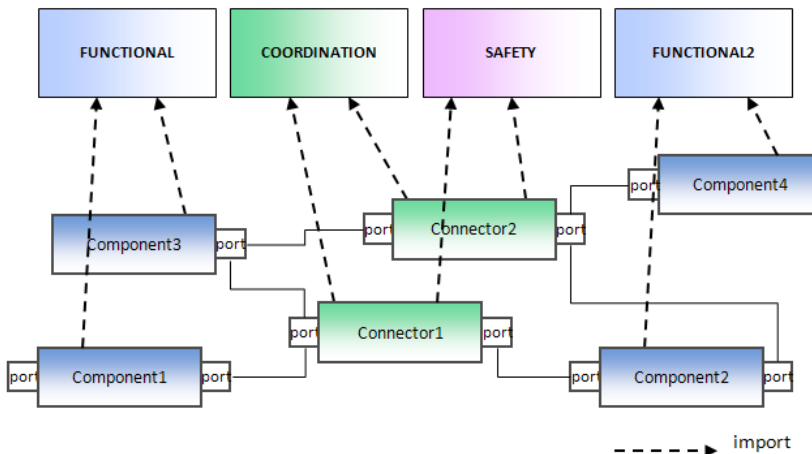 FUNCTIONAL
COORDINATION
SAFETY
FUNCTIONAL2
port
Component4
Component3
port
port
Connector2
port
port
Connector1
port
port
Component1
port
port
Component2
port
import